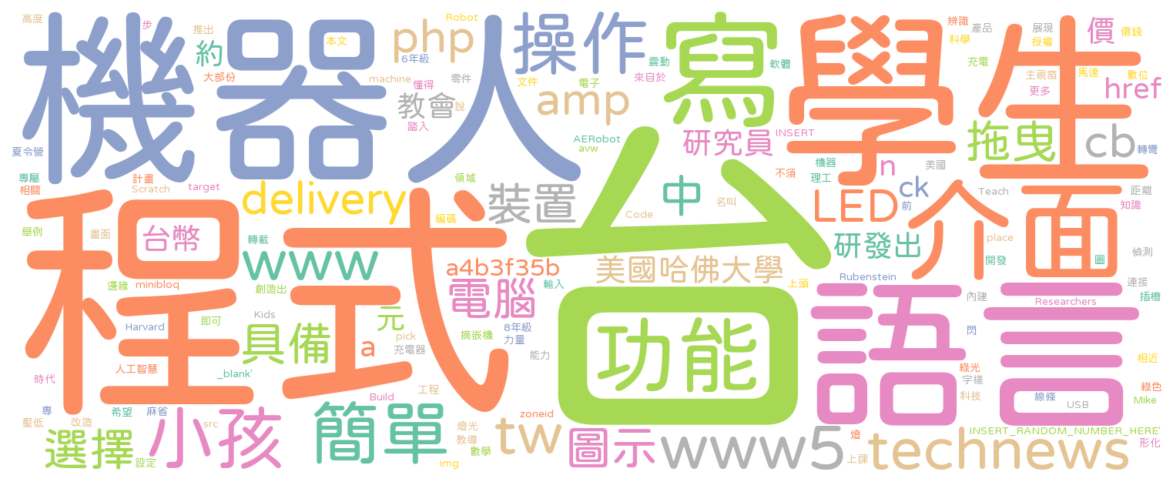 機器人
學生
程式
台
語言
寫
介面
功能
操作
php
amp
href
cb
拖曳
價
約
教會
研究員
LED
n
ck
中
裝置
delivery
www
台幣
a4b3f35b
電腦
美國哈佛大學
研發出
具備
元
a
選擇
小孩
簡單
tw
圖示
www5
technews
高度
步
推出
本文
Robot
6年級
大部份
machine
懂得
零件
說
踏入
文件
電子
震動
來自於
軟體
辨識
科學
產品
展現
授權
價錢
充電
主視窗
馬達
數位
更多
夏令營
專屬
相關
計畫
Scratch
target
領域
編碼
AERobot
avw
INSERT
不須
機器
理工
美國
轉彎
前
Teach
距離
知識
Code
名叫
place
開發
圖
偵測
舉例
畫面
轉載
邊緣
minibloq
創造出
輸入
上頭
Rubenstein
內建
連接
插槽
Researchers
Harvard
即可
Kids
摘嵌機
8年級
力量
pick
充電器
能力
閃
相近
時代
人工智慧
_blank'
綠光
字樣
科技
線條
USB
綠色
Mike
專
希望
麻省
壓低
改造
src
工程
Build
zoneid
燈光
教導
數學
img
設定
燈
上課
INSERT_RANDOM_NUMBER_HERE'
形化